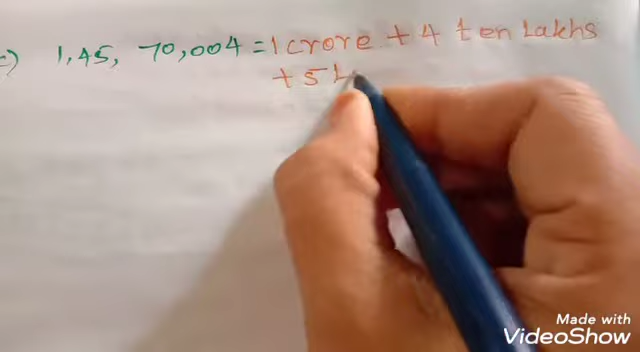 c) 1,45, 70,004 = 1 crore + 4 ten Lakhs
+ 5 L
Made with
VideoShow